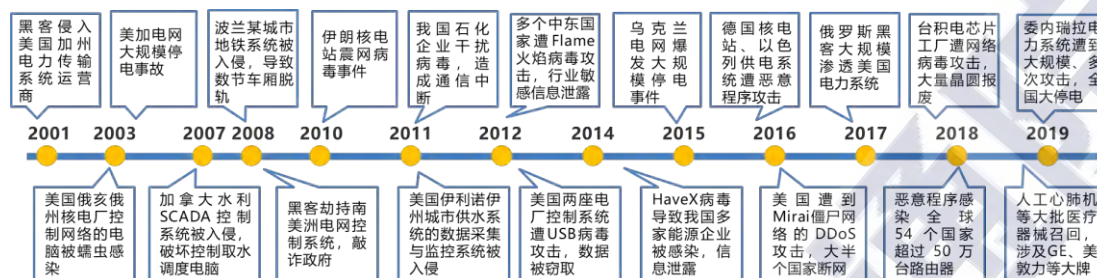 黑客侵入
美国加州
电力传输
系统运营
商
美加电网
大规模停
电事故
波兰某城市
地铁系统被
入侵，导致
数节车厢脱
轨
伊朗核电
站震网病
毒事件
我国石化
企业干扰
病毒，造
成通信中
断
多个中东国
家遭Flame
火焰病毒攻
击，行业敏
感信息泄露
乌克兰
电网爆
发大规
模停电
事件
德国核电
站、以色
列供电系
统遭恶意
程序攻击
俄罗斯黑
客大规模
渗透美国
电力系统
台积电芯片
工厂遭网络
病毒攻击，
大量晶圆报
废
委内瑞拉电
力系统遭到
大规模、多
次攻击，全
国大停电
2001 2003 2007 2008 2010 2011 2012 2014 2015 2016 2017 2018 2019
美国俄亥俄
州核电厂控
制网络的电
脑被蠕虫感
染
加拿大水利
SCADA控制
系统被入侵，
破坏控制取水
调度电脑
黑客劫持南
美洲电网控
制系统，敲
诈政府
美国伊利诺伊
州城市供水系
统的数据采集
与监控系统被
入侵
美国两座电
厂控制系统
遭USB病毒
攻击，数据
被窃取
HaveX病毒
导致我国多
家能源企业
被感染，信
息泄露
美国遭到
Mirai僵尸网
络的DDoS
攻击，大半
个国家断网
恶意程序感
染全球
54个国家
超过50万
台路由器
人工心肺机
等大批医疗
器械召回，
涉及GE、美
敦力等大牌